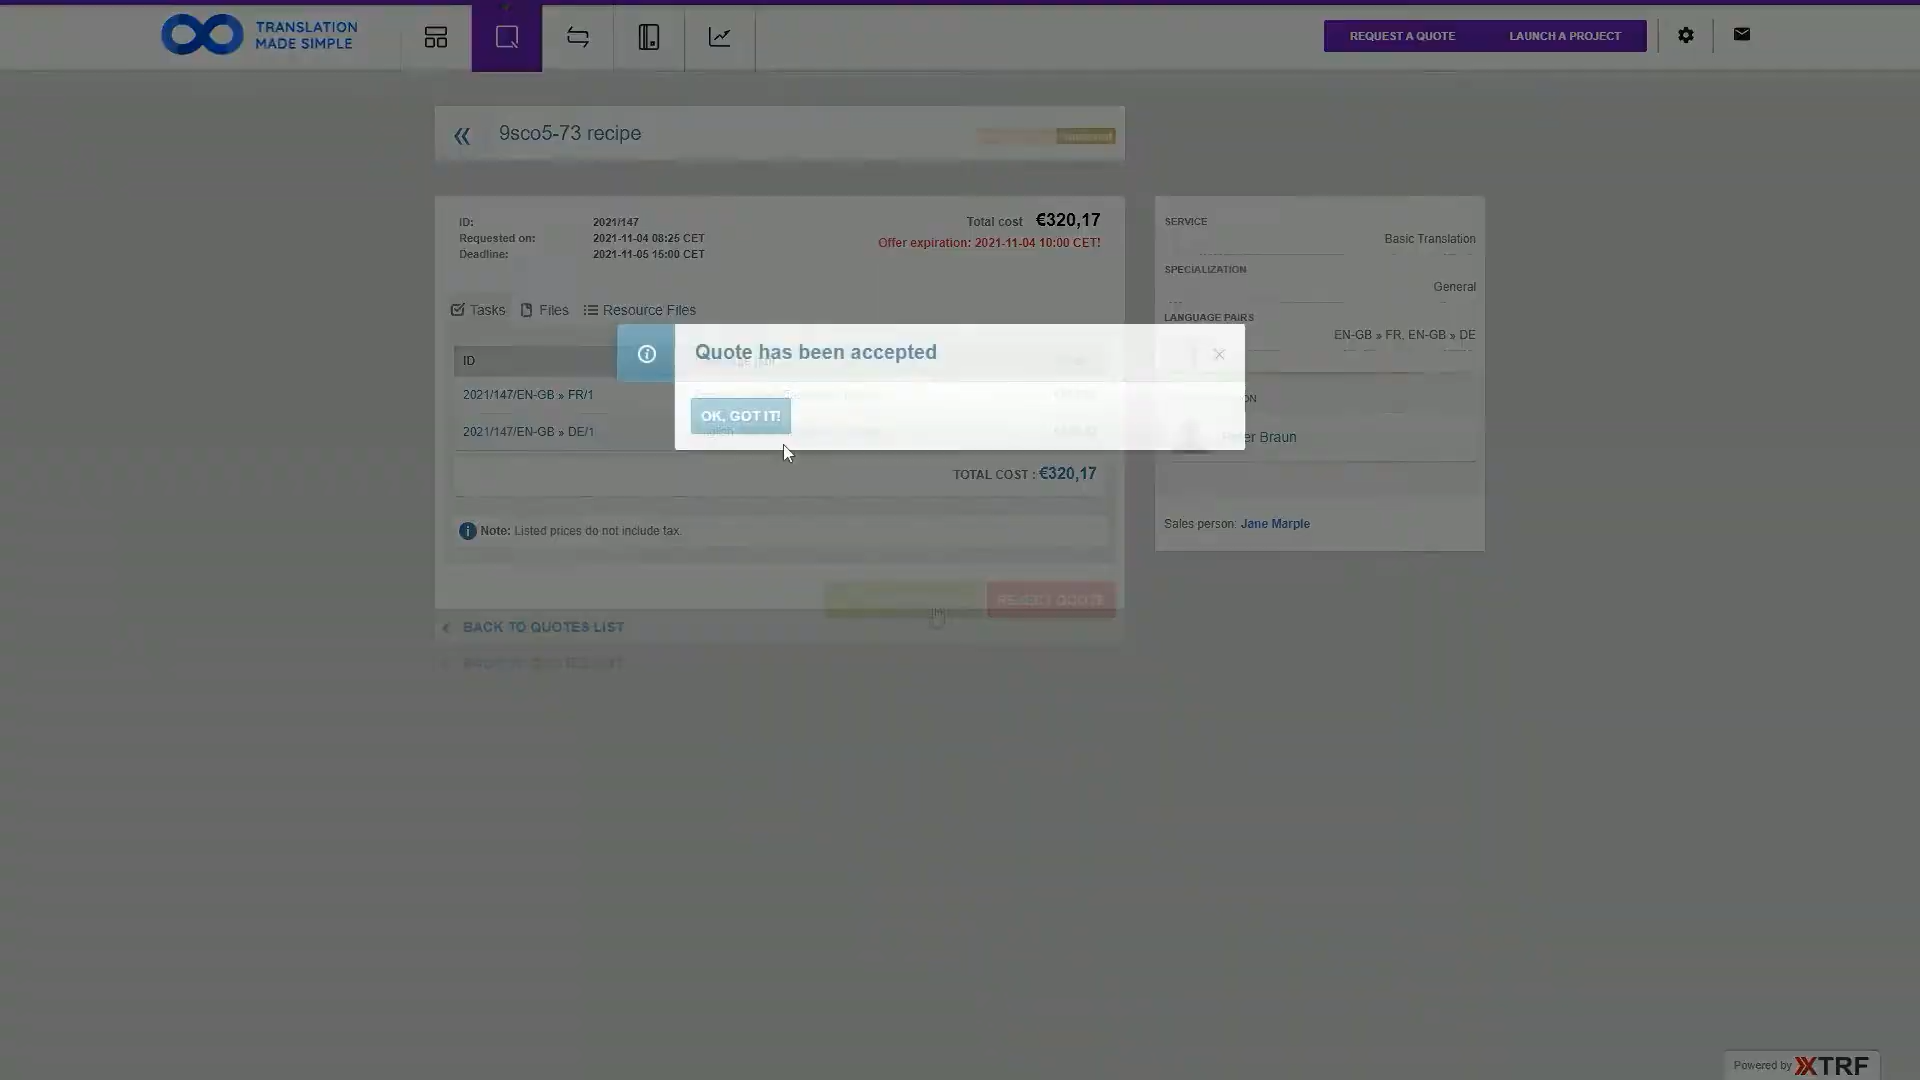 TRANSLATION
MADE SIMPLE
REQUEST A QUOTE
LAUNCH A PROJECT
9sco5-73 recipe
ID:
2021/147
Requested on:
2021-11-04 08:25 CET
Deadline:
2021-11-05 15:00 CET
Total cost €320,17
Offer expiration: 2021-11-04 10:00 CET!
Tasks
Files
Resource Files
ID
2021/147/EN-GB » FR/1
2021/147/EN-GB » DE/1
Quote has been accepted
OK, GOT IT!
TOTAL COST : €320,17
Note: Listed prices do not include tax.
REJECT QUOTE
BACK TO QUOTES LIST
SERVICE
Basic Translation
SPECIALIZATION
General
LANGUAGE PAIRS
EN-GB » FR, EN-GB » DE
ON
er Braun
Sales person: Jane Marple
Powered by XTRF